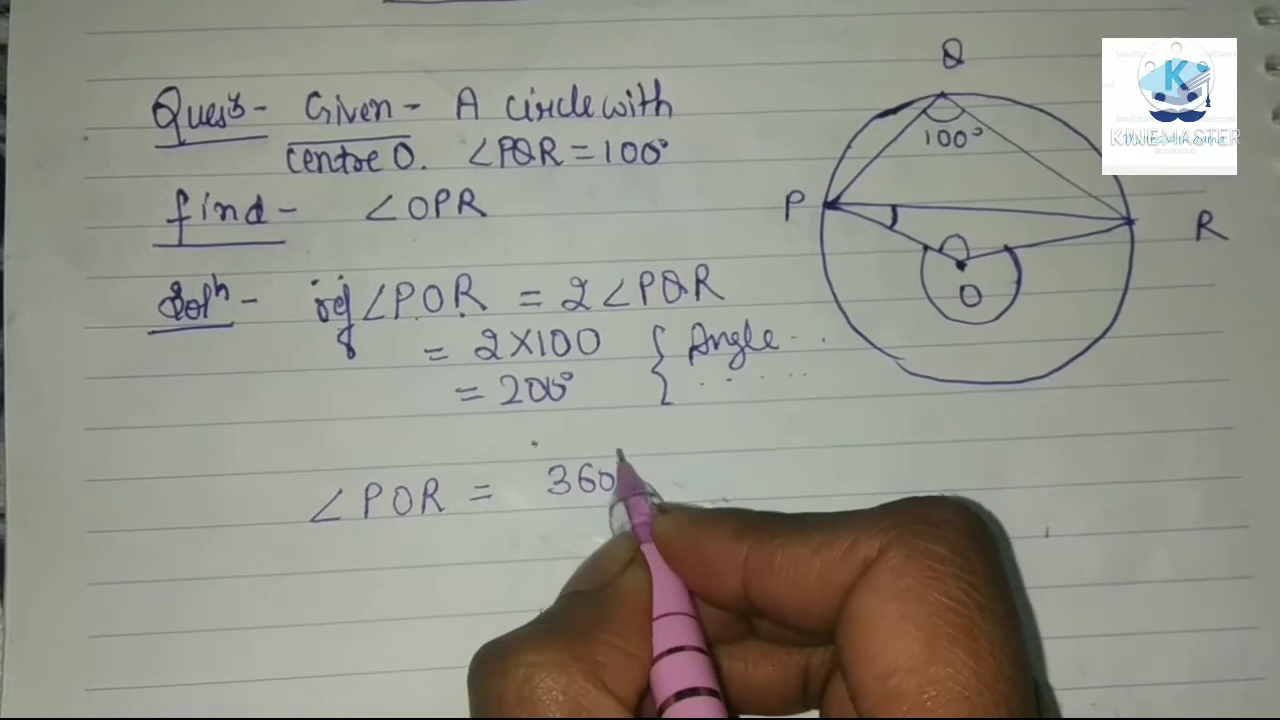 Ques3- Given - A circle with
centre O. ∠PQR = 100°
find - ∠OPR
Solⁿ - ref ∠POR = 2 ∠PQR
= 2×100 { Angle . .
= 200° . . . . .
∠POR = 360
Q
100°
P
R
O
K
KINEMASTER